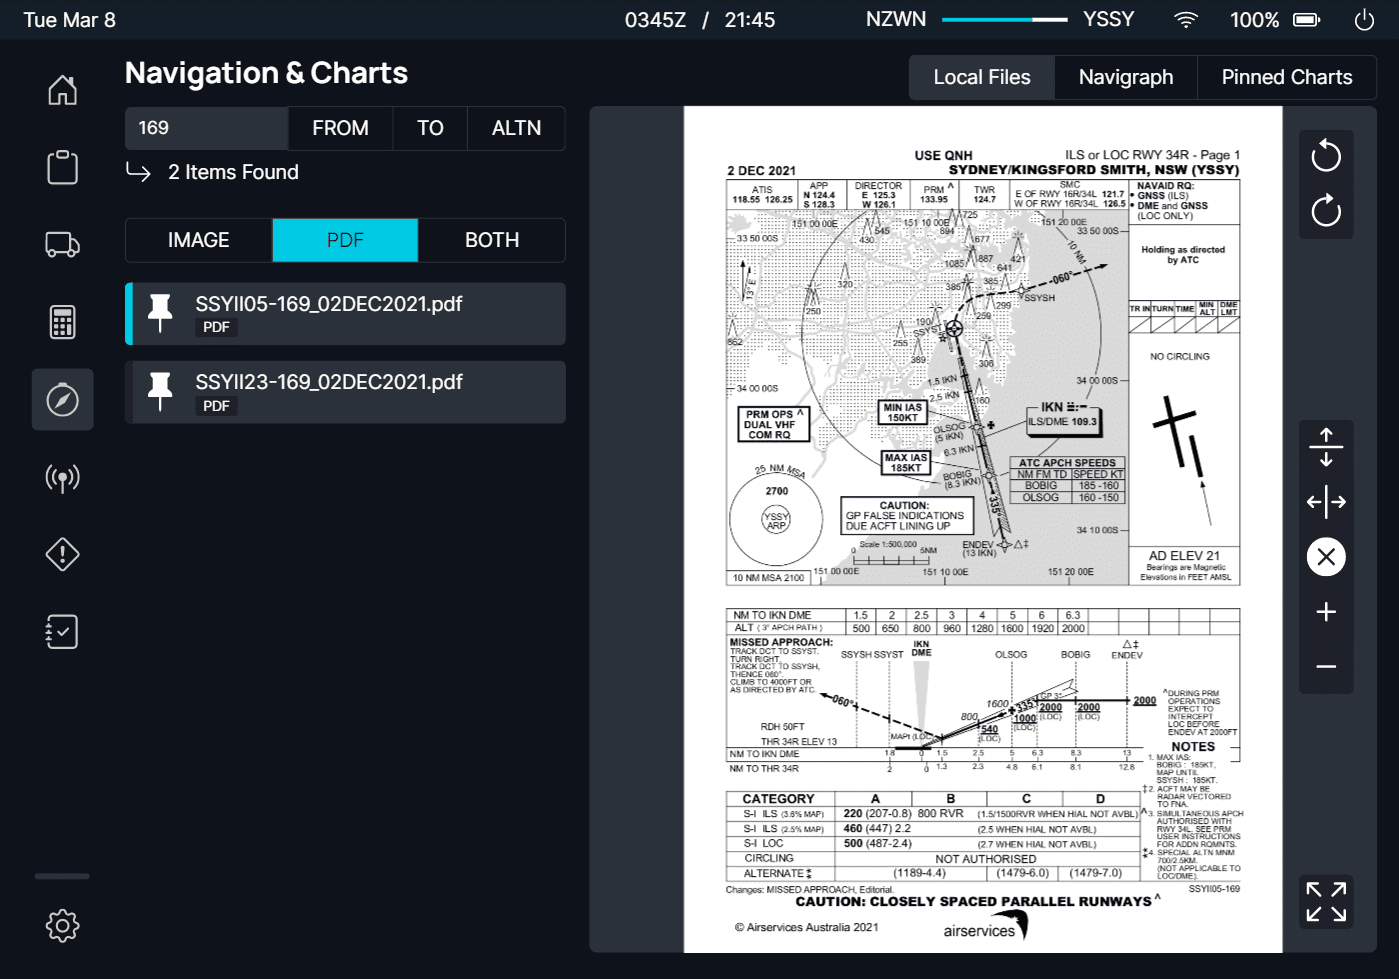 Tue Mar 8
0345Z / 21:45
NZWN YSSY
100%
Navigation & Charts
Local Files Navigraph Pinned Charts
169 FROM TO ALTN
2 Items Found
IMAGE PDF BOTH
SSYII05-169_02DEC2021.pdf
PDF
SSYII23-169_02DEC2021.pdf
PDF
USE QNH ILS or LOC RWY 34R - Page 1
2 DEC 2021 SYDNEY/KINGSFORD SMITH, NSW (YSSY)
ATIS
118.55 126.25
APP
N 124.4
S 128.3
DIRECTOR
E 125.3
W 126.1
PRM ^
133.95
TWR
124.7
SMC
E OF RWY 16R/34L 121.7
W OF RWY 16R/34L 126.5
NAVAID RQ:
• GNSS (ILS)
• DME and GNSS
(LOC ONLY)
151 00 00E 151 10 00E 151 20 00E
33 50 00S 33 50 00S
430 545 894 725 677
1085 887 421 641
385 385
320 250 299 259
190 255 389 306 862 160
13° E
10 NM
060°
SSYSH
SSYST
34 00 00S 34 00 00S
1.5 IKN
2.5 IKN
OLSOG
(5 IKN)
6.3 IKN
BOBIG
(8.3 IKN)
335°
ENDEV
(13 IKN)
MIN IAS
150KT
MAX IAS
185KT
PRM OPS ^
DUAL VHF
COM RQ
IKN
ILS/DME 109.3
ATC APCH SPEEDS
NM FM TD SPEED KT
BOBIG 185 -160
OLSOG 160 -150
25 NM MSA
2700
YSSY
ARP
10 NM MSA 2100
CAUTION:
GP FALSE INDICATIONS
DUE ACFT LINING UP
Scale 1:500,000
0 5NM
34 10 00S
151 00 00E 151 10 00E 151 20 00E
Holding as directed
by ATC
TR IN TURN TIME MIN ALT DME LMT
NO CIRCLING
AD ELEV 21
Bearings are Magnetic
Elevations in FEET AMSL
NM TO IKN DME 1.5 2 2.5 3 4 5 6 6.3
ALT ( 3° APCH PATH ) 500 650 800 960 1280 1600 1920 2000
MISSED APPROACH:
TRACK DCT TO SSYST.
TURN RIGHT.
TRACK DCT TO SSYSH,
THENCE 060°.
CLIMB TO 4000FT OR
AS DIRECTED BY ATC.
SSYSH SSYST IKN DME OLSOG BOBIG ENDEV
060°
MAPt (LOC)
800 1600 335° GP 3°
540
(LOC)
1000
(LOC)
2000
(LOC)
2000
(LOC)
2000
RDH 50FT
THR 34R ELEV 13
NM TO IKN DME 1.8 0 1.5 2.5 5 6.3 8.3 13
NM TO THR 34R 2 0 1.3 2.3 4.8 6.1 8.1 12.8
^DURING PRM
OPERATIONS
EXPECT TO
INTERCEPT
LOC BEFORE
ENDEV AT 2000FT
NOTES
1. MAX IAS:
BOBIG : 185KT,
MAP UNTIL
SSYSH : 185KT.
‡2. ACFT MAY BE
RADAR VECTORED
TO FNA.
^3. SIMULTANEOUS APCH
AUTHORISED WITH
RWY 34L. SEE PRM
USER INSTRUCTIONS
FOR ADDN RQMNTS.
4. SPECIAL ALTN MNM
700/2.5KM.
(NOT APPLICABLE TO
LOC/DME).
CATEGORY A B C D
S-I ILS (3.6% MAP) 220 (207-0.8) 800 RVR (1.5/1500RVR WHEN HIAL NOT AVBL)
S-I ILS (2.5% MAP) 460 (447) 2.2 (2.5 WHEN HIAL NOT AVBL)
S-I LOC 500 (487-2.4) (2.7 WHEN HIAL NOT AVBL)
CIRCLING NOT AUTHORISED
ALTERNATE (1189-4.4) (1479-6.0) (1479-7.0)
Changes: MISSED APPROACH, Editorial. SSYII05-169
CAUTION: CLOSELY SPACED PARALLEL RUNWAYS ^
© Airservices Australia 2021
airservices